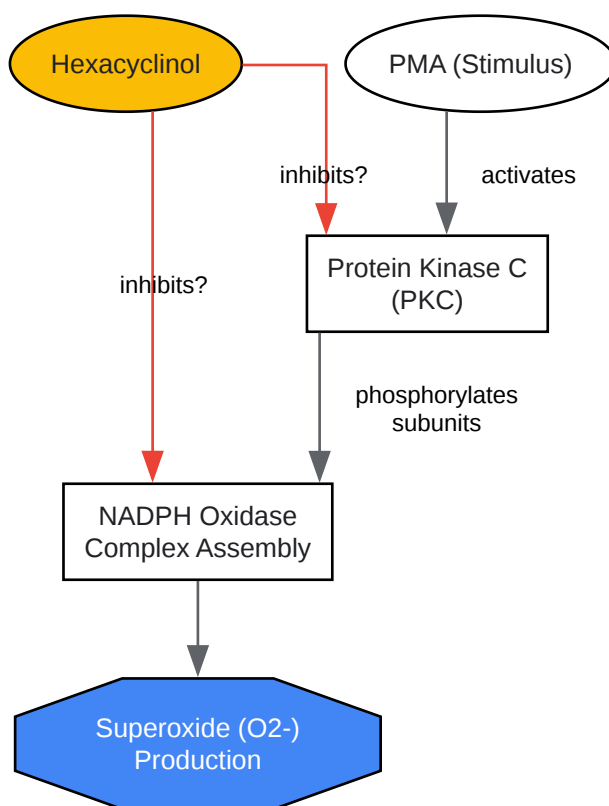 Hexacyclinol
PMA (Stimulus)
inhibits?
activates
Protein Kinase C
(PKC)
inhibits?
phosphorylates
subunits
NADPH Oxidase
Complex Assembly
Superoxide (O2-)
Production